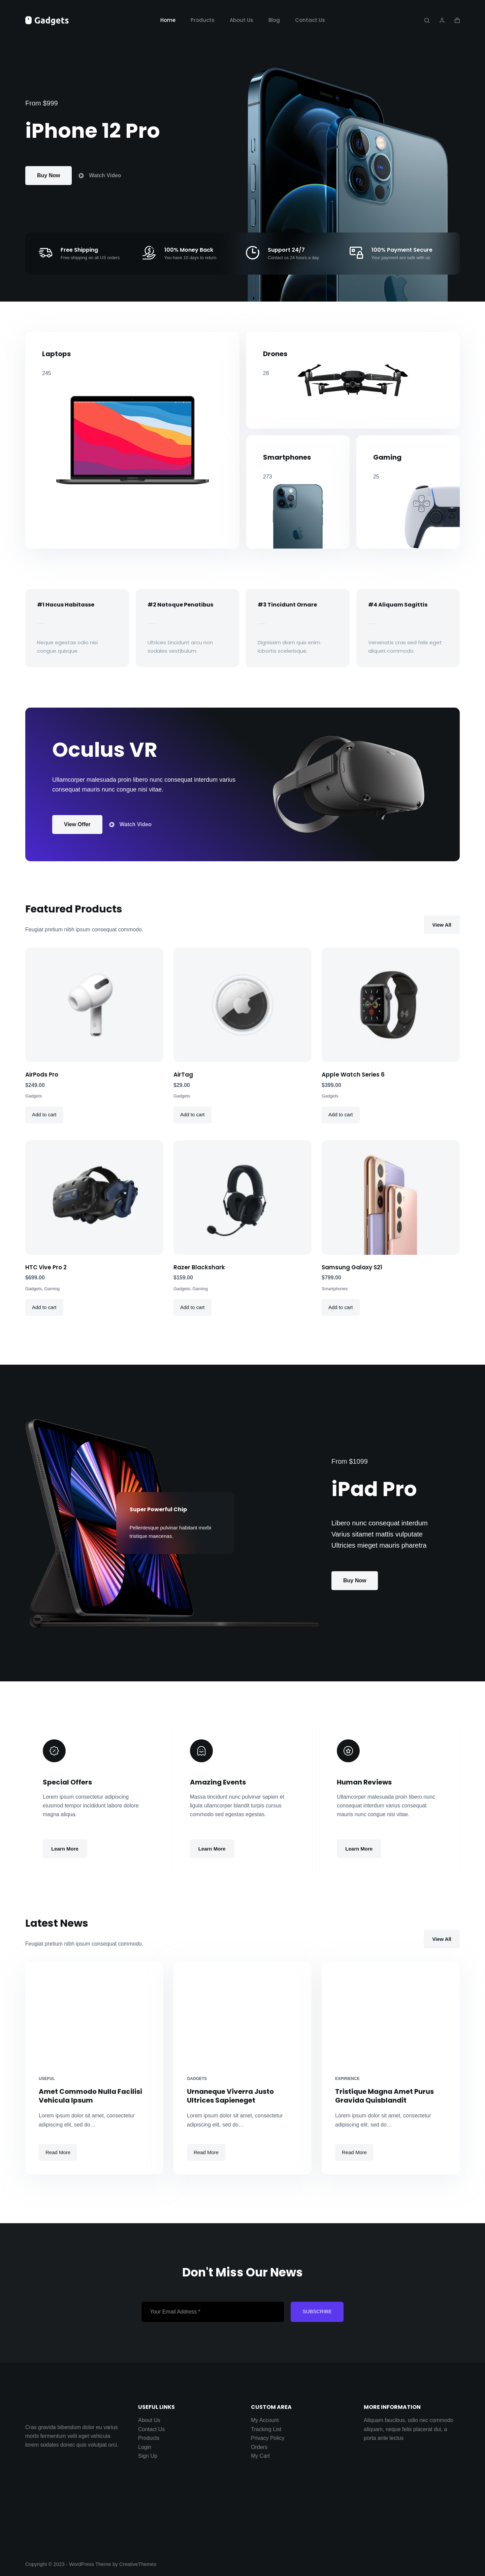 Gadgets
Home
Products
About Us
Blog
Contact Us
From $999
iPhone 12 Pro
Buy Now
Watch Video
Free Shipping
Free shipping on all US orders
100% Money Back
You have 10 days to return
Support 24/7
Contact us 24 hours a day
100% Payment Secure
Your payment are safe with us
Laptops
245
Drones
28
Smartphones
273
Gaming
25
#1 Hacus Habitasse
Neque egestas odio nisi
congue quisque.
#2 Natoque Penatibus
Ultrices tincidunt arcu non
sodales vestibulum.
#3 Tincidunt Ornare
Dignissim diam quis enim
lobortis scelerisque.
#4 Aliquam Sagittis
Venenatis cras sed felis eget
aliquet commodo.
Oculus VR
Ullamcorper malesuada proin libero nunc consequat interdum varius
consequat mauris nunc congue nisi vitae.
View Offer
Watch Video
Featured Products
Feugiat pretium nibh ipsum consequat commodo.
View All
AirPods Pro
$249.00
Gadgets
Add to cart
AirTag
$29.00
Gadgets
Add to cart
Apple Watch Series 6
$399.00
Gadgets
Add to cart
HTC Vive Pro 2
$699.00
Gadgets, Gaming
Add to cart
Razer Blackshark
$159.00
Gadgets, Gaming
Add to cart
Samsung Galaxy S21
$799.00
Smartphones
Add to cart
Super Powerful Chip
Pellentesque pulvinar habitant morbi
tristique maecenas.
From $1099
iPad Pro
Libero nunc consequat interdum
Varius sitamet mattis vulputate
Ultricies mieget mauris pharetra
Buy Now
Special Offers
Lorem ipsum consectetur adipiscing
eiusmod tempor incididunt labore dolore
magna aliqua.
Learn More
Amazing Events
Massa tincidunt nunc pulvinar sapien et
ligula ullamcorper blandit turpis cursus
commodo sed egestas egestas.
Learn More
Human Reviews
Ullamcorper malesuada proin libero nunc
consequat interdum varius consequat
mauris nunc congue nisi vitae.
Learn More
Latest News
Feugiat pretium nibh ipsum consequat commodo.
View All
USEFUL
Amet Commodo Nulla Facilisi
Vehicula Ipsum
Lorem ipsum dolor sit amet, consectetur
adipiscing elit, sed do…
Read More
GADGETS
Urnaneque Viverra Justo
Ultrices Sapieneget
Lorem ipsum dolor sit amet, consectetur
adipiscing elit, sed do…
Read More
EXPIRIENCE
Tristique Magna Amet Purus
Gravida Quisblandit
Lorem ipsum dolor sit amet, consectetur
adipiscing elit, sed do…
Read More
Don't Miss Our News
Your Email Address *
SUBSCRIBE
Cras gravida bibendum dolor eu varius
morbi fermentum velit eget vehicula
lorem sodales donec quis volutpat orci.
USEFUL LINKS
About Us
Contact Us
Products
Login
Sign Up
CUSTOM AREA
My Account
Tracking List
Privacy Policy
Orders
My Cart
MORE INFORMATION
Aliquam faucibus, odio nec commodo
aliquam, neque felis placerat dui, a
porta ante lectus
Copyright © 2023 - WordPress Theme by CreativeThemes